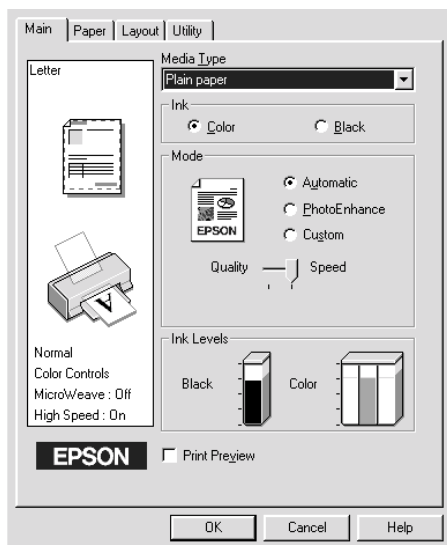 Main Paper Layout Utility
Letter
Media Type
Plain paper
Ink
Color Black
Mode
EPSON
Automatic
PhotoEnhance
Custom
Quality Speed
A
Normal
Color Controls
MicroWeave : Off
High Speed : On
Ink Levels
Black Color
EPSON
Print Preview
OK Cancel Help